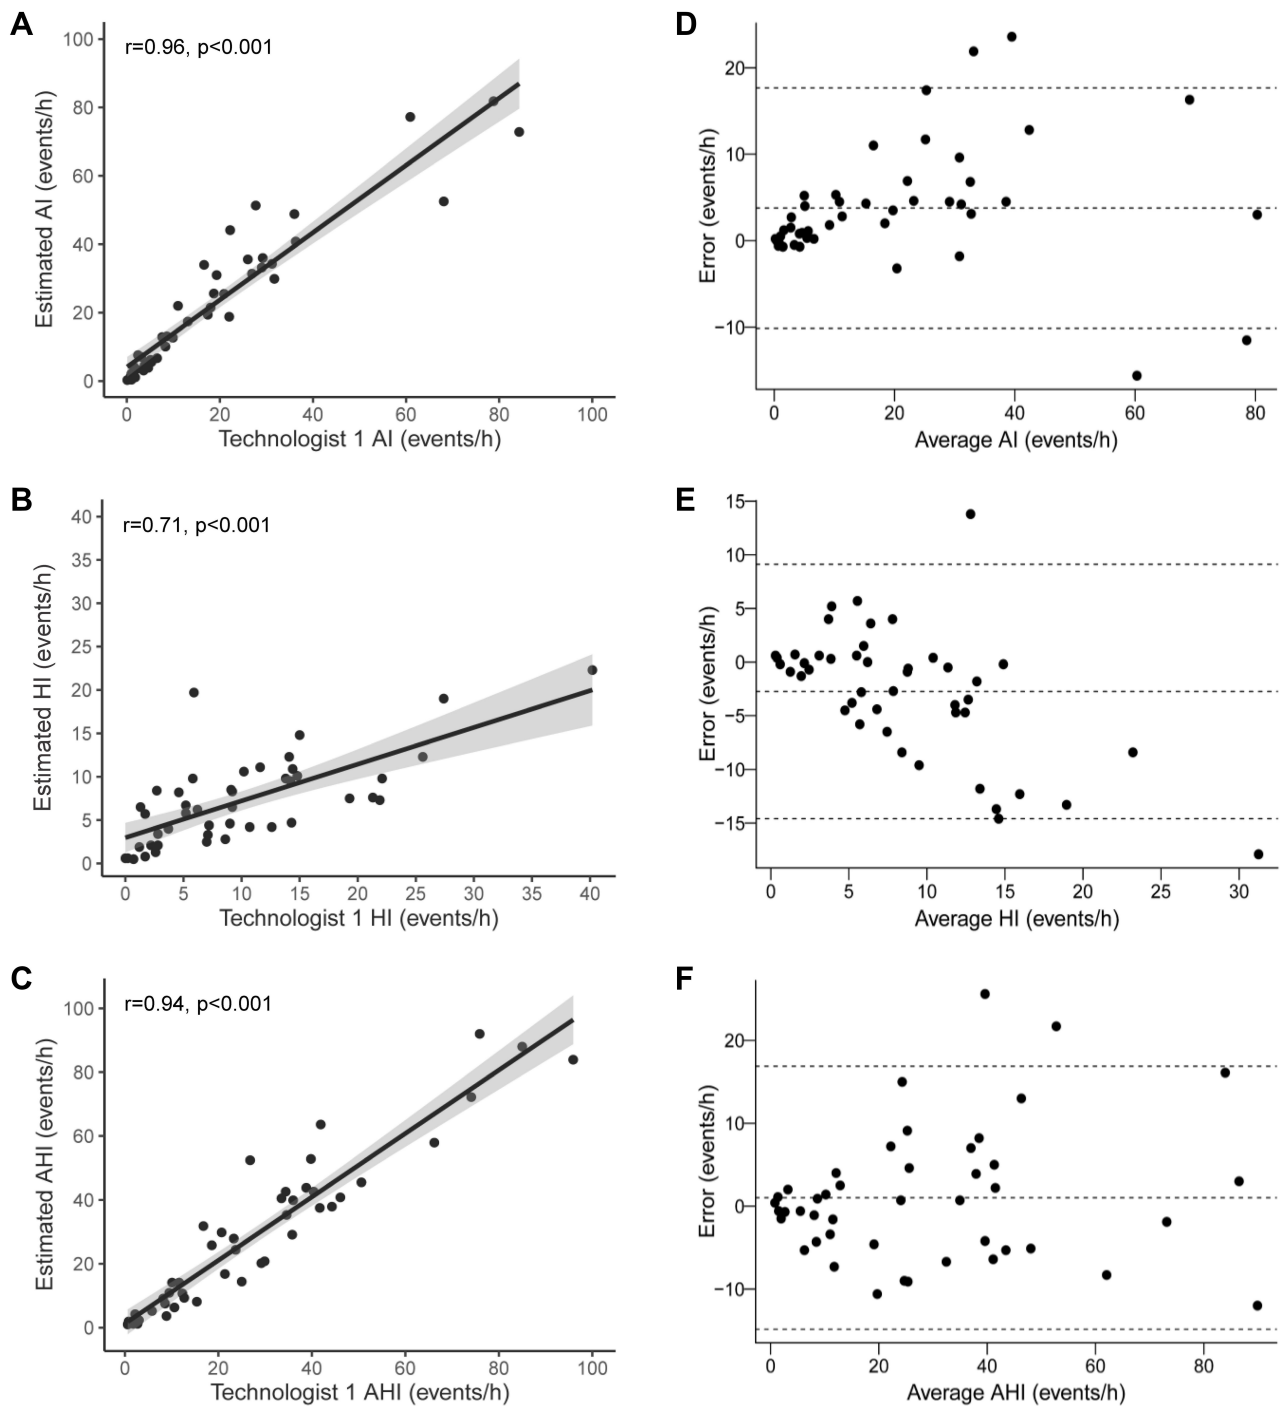 A
r=0.96, p<0.001
Estimated AI (events/h)
100
80
60
40
20
0
0 20 40 60 80 100
Technologist 1 AI (events/h)
D
Error (events/h)
20
10
0
−10
0 20 40 60 80
Average AI (events/h)
B
r=0.71, p<0.001
Estimated HI (events/h)
40
35
30
25
20
15
10
5
0
0 5 10 15 20 25 30 35 40
Technologist 1 HI (events/h)
E
Error (events/h)
15
10
5
0
−5
−10
−15
0 5 10 15 20 25 30
Average HI (events/h)
C
r=0.94, p<0.001
Estimated AHI (events/h)
100
80
60
40
20
0
0 20 40 60 80 100
Technologist 1 AHI (events/h)
F
Error (events/h)
20
10
0
−10
0 20 40 60 80
Average AHI (events/h)